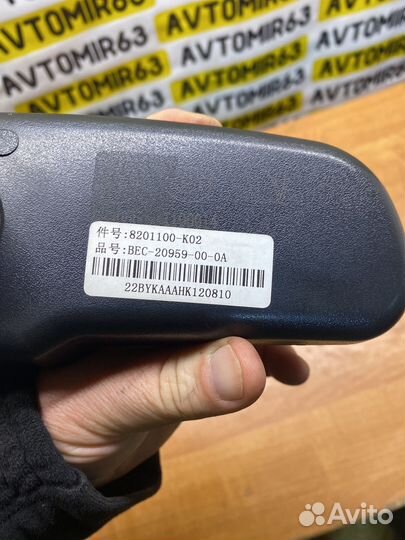 AVTOMIR63 AVTOMIR63
AVTOMIR63 AVTOMIR63 AVTOMIR63
AVTOMIR63 AVTOMIR63
件号:8201100-K02
品号:BEC-20959-00-0A
22BYKAAAHK120810
Avito